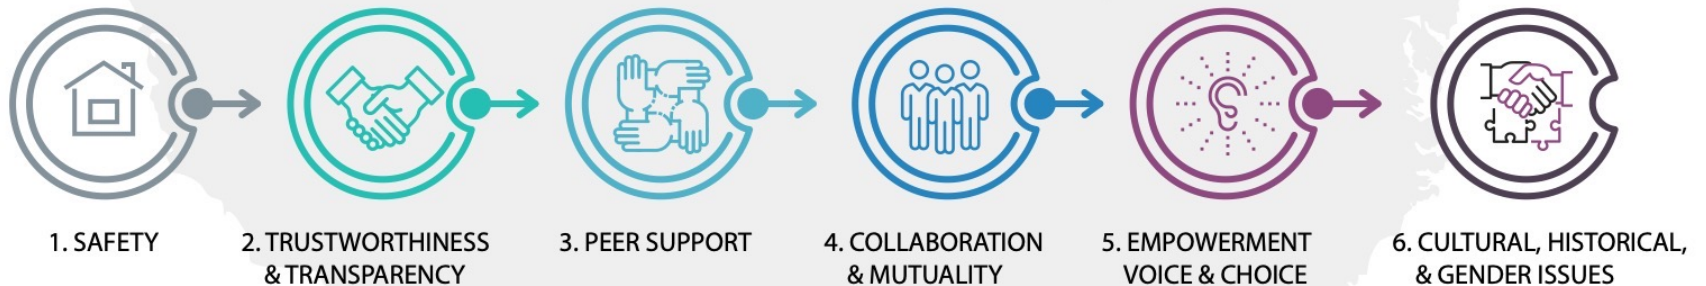 1. SAFETY
2. TRUSTWORTHINESS
& TRANSPARENCY
3. PEER SUPPORT
4. COLLABORATION
& MUTUALITY
5. EMPOWERMENT
VOICE & CHOICE
6. CULTURAL, HISTORICAL,
& GENDER ISSUES